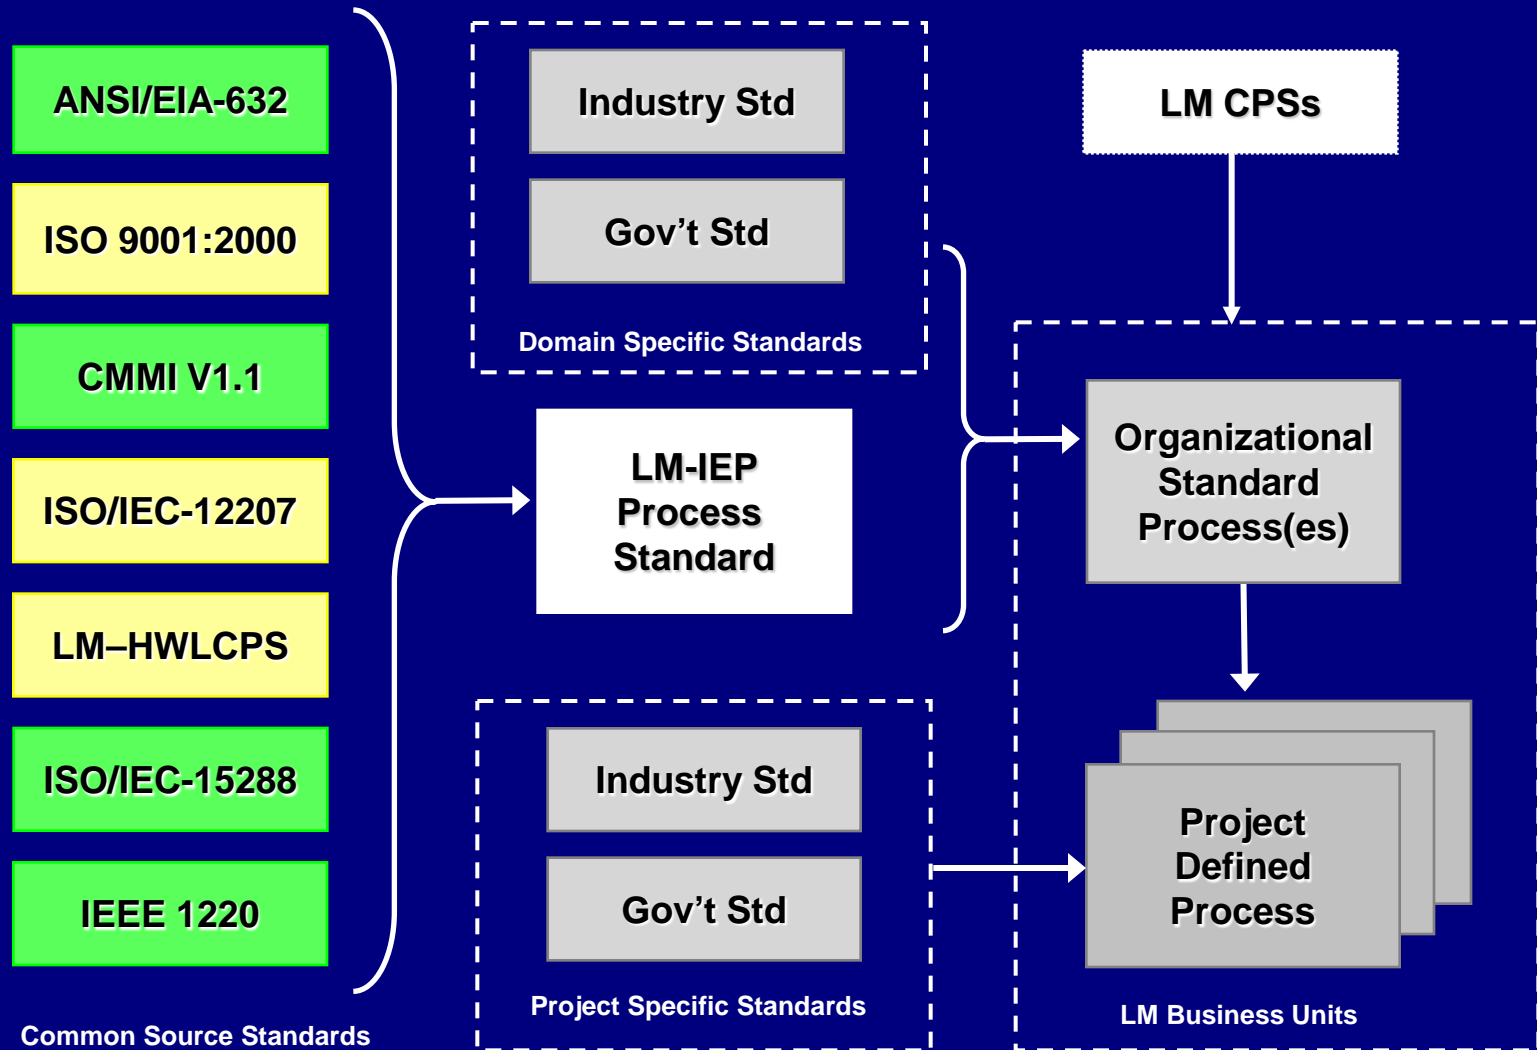 ANSI/EIA-632
ISO 9001:2000
CMMI V1.1
ISO/IEC-12207
LM–HWLCPS
ISO/IEC-15288
IEEE 1220
Common Source Standards
Industry Std
Gov’t Std
Domain Specific Standards
LM-IEP
Process
Standard
Industry Std
Gov’t Std
Project Specific Standards
LM CPSs
Organizational
Standard
Process(es)
Project
Defined
Process
LM Business Units